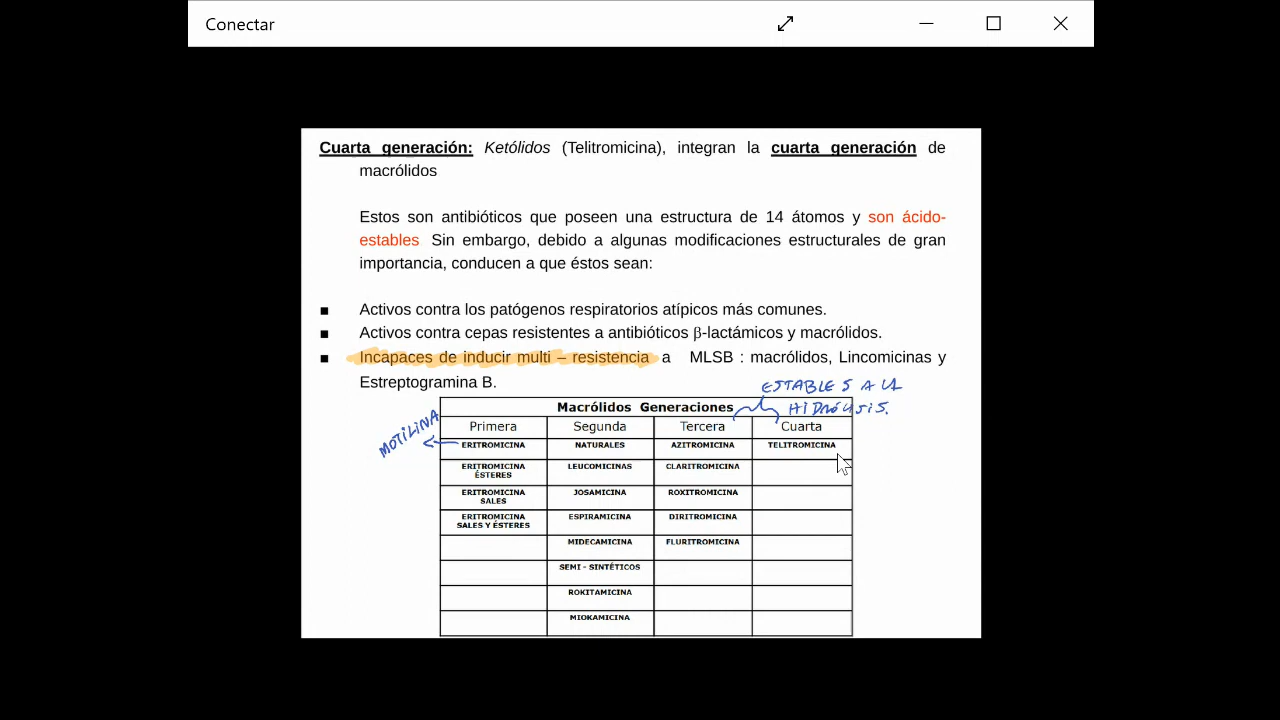 Conectar
Cuarta generación: Ketólidos (Telitromicina), integran la cuarta generación de
macrólidos
Estos son antibióticos que poseen una estructura de 14 átomos y son ácido-
estables Sin embargo, debido a algunas modificaciones estructurales de gran
importancia, conducen a que éstos sean:
■ Activos contra los patógenos respiratorios atípicos más comunes.
■ Activos contra cepas resistentes a antibióticos β-lactámicos y macrólidos.
■ Incapaces de inducir multi – resistencia a MLSB : macrólidos, Lincomicinas y
Estreptogramina B.
ESTABLES A LA
HIDRÓLISIS.
MOTILINA
Macrólidos Generaciones
Primera Segunda Tercera Cuarta
ERITROMICINA NATURALES AZITROMICINA TELITROMICINA
ERITROMICINA LEUCOMICINAS CLARITROMICINA
ÉSTERES
ERITROMICINA JOSAMICINA ROXITROMICINA
SALES
ERITROMICINA ESPIRAMICINA DIRITROMICINA
SALES Y ÉSTERES
MIDECAMICINA FLURITROMICINA
SEMI - SINTÉTICOS
ROKITAMICINA
MIOKAMICINA